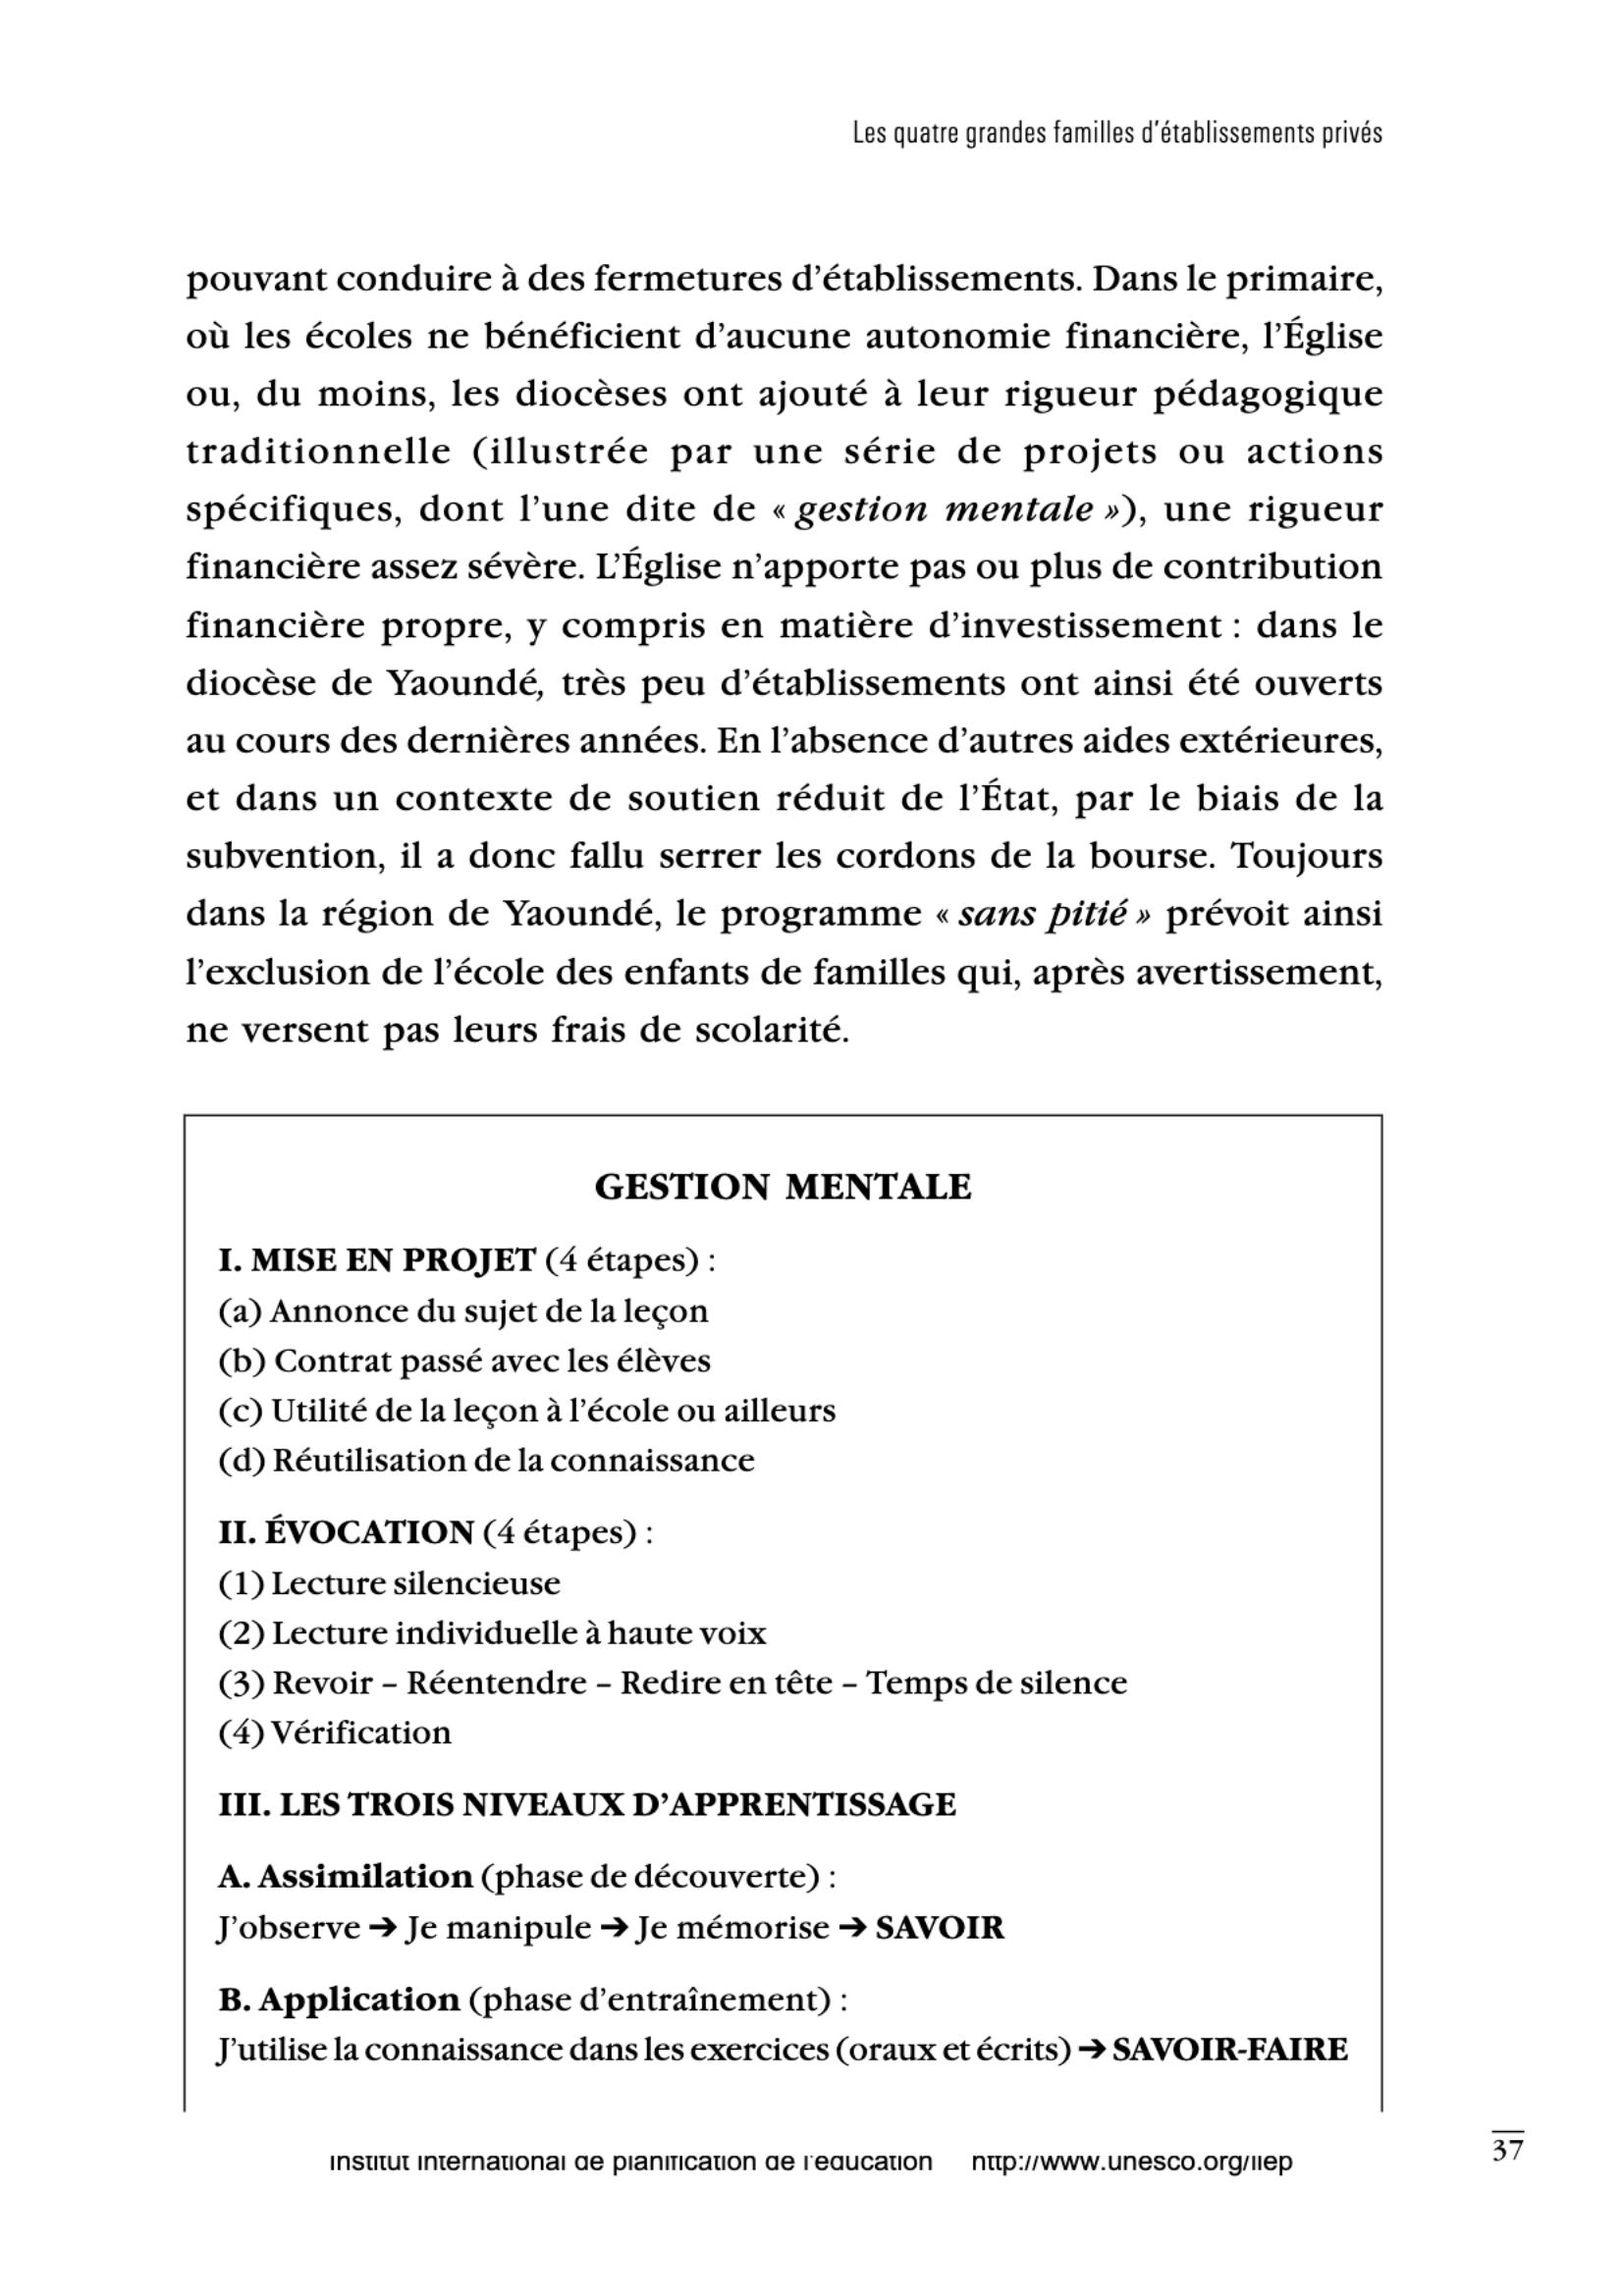 Les quatre grandes familles d'établissements privés
pouvant conduire à des fermetures d'établissements. Dans le primaire,
où les écoles ne bénéficient d'aucune autonomie financière, l'Église
ou, du moins, les diocèses ont ajouté à leur rigueur pédagogique
traditionnelle (illustrée par une série de projets ou actions
spécifiques, dont l'une dite de « gestion mentale »), une rigueur
financière assez sévère. L'Église n'apporte pas ou plus de contribution
financière propre, y compris en matière d'investissement : dans le
diocèse de Yaoundé, très peu d'établissements ont ainsi été ouverts
au cours des dernières années. En l'absence d'autres aides extérieures,
et dans un contexte de soutien réduit de l'État, par le biais de la
subvention, il a donc fallu serrer les cordons de la bourse. Toujours
dans la région de Yaoundé, le programme « sans pitié » prévoit ainsi
l'exclusion de l'école des enfants de familles qui, après avertissement,
ne versent pas leurs frais de scolarité.
GESTION MENTALE
I. MISE EN PROJET (4 étapes) :
(a) Annonce du sujet de la leçon
(b) Contrat passé avec les élèves
(c) Utilité de la leçon à l'école ou ailleurs
(d) Réutilisation de la connaissance
II. ÉVOCATION (4 étapes) :
(1) Lecture silencieuse
(2) Lecture individuelle à haute voix
(3) Revoir – Réentendre – Redire en tête – Temps de silence
(4) Vérification
III. LES TROIS NIVEAUX D'APPRENTISSAGE
A. Assimilation (phase de découverte) :
J'observe ➔ Je manipule ➔ Je mémorise ➔ SAVOIR
B. Application (phase d'entraînement) :
J'utilise la connaissance dans les exercices (oraux et écrits) ➔ SAVOIR-FAIRE
37
Institut international de planification de l'éducation http://www.unesco.org/iiep